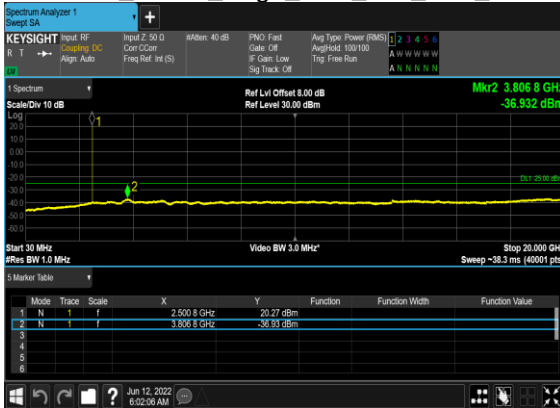 Spectrum Analyzer 1
Swept SA
+
KEYSIGHT Input: RF Input Z: 50 Ω #Atten: 40 dB PNO: Fast Avg Type: Power (RMS) 1 2 3 4 5 6
R T Coupling: DC Corr CCorr Gate: Off Avg|Hold: 100/100 A W W W W W
Align: Auto Freq Ref: Int (S) IF Gain: Low Trig: Free Run
LXI Sig Track: Off A N N N N N
1 Spectrum Ref Lvl Offset 8.00 dB Mkr2 3.806 8 GHz
Scale/Div 10 dB Ref Level 30.00 dBm -36.932 dBm
Log
20.0
10.0
0.00
-10.0
-20.0
-30.0
-40.0
-50.0
-60.0
1
2
DL1 -25.00 dBm
Start 30 MHz Video BW 3.0 MHz* Stop 20.000 GH
#Res BW 1.0 MHz Sweep ~38.3 ms (40001 pts
5 Marker Table
Mode Trace Scale X Y Function Function Width Function Value
1 N 1 f 2.500 8 GHz 20.27 dBm
2 N 1 f 3.806 8 GHz -36.93 dBm
3
4
5
6
? Jun 12, 2022
6:02:06 AM